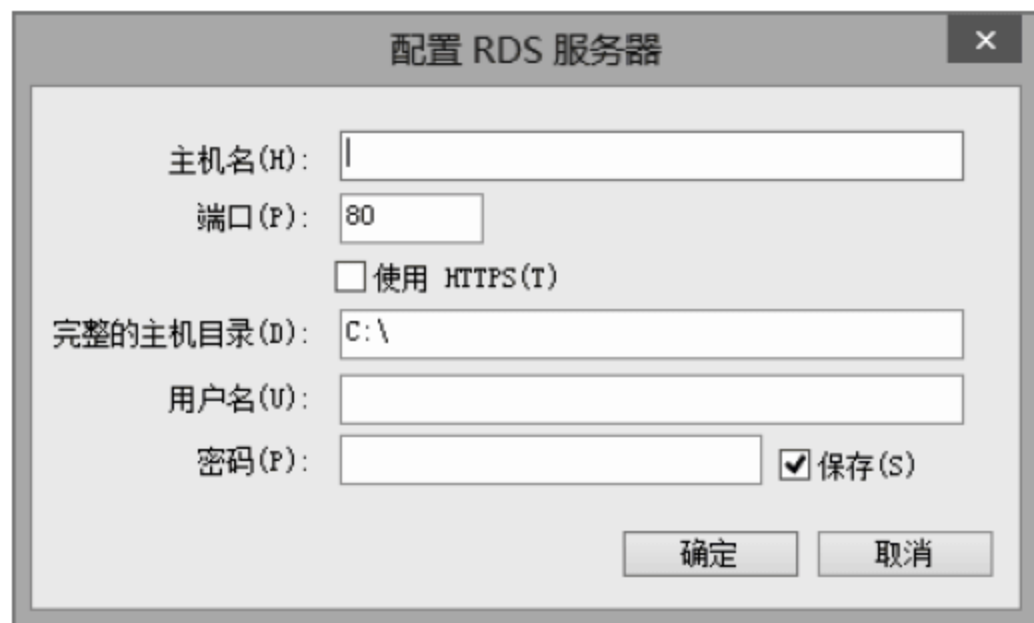 配置 RDS 服务器
主机名(H):
端口(P): 80
使用 HTTPS(T)
完整的主机目录(D): C:\
用户名(U):
密码(P): 保存(S)
确定 取消